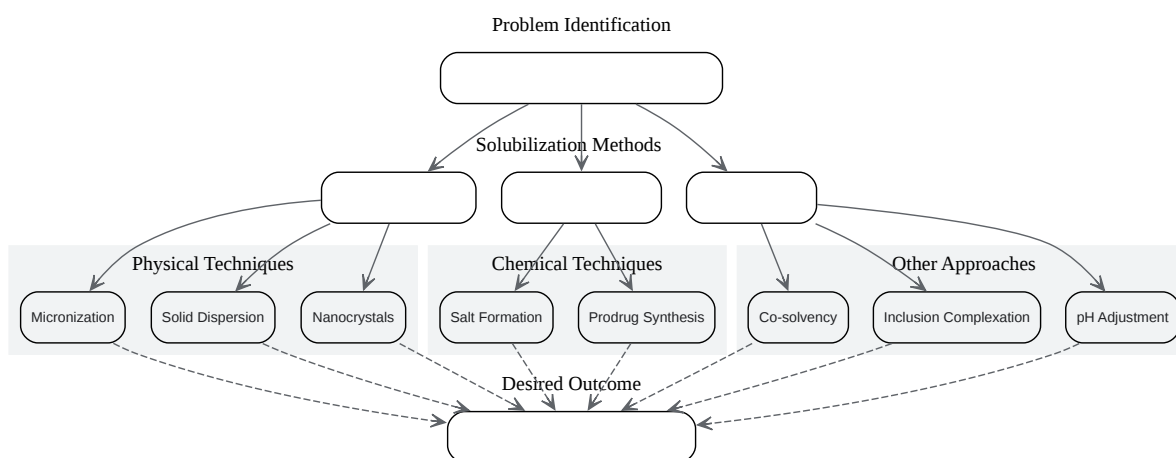 Problem Identification
Solubilization Methods
Physical Techniques
Chemical Techniques
Other Approaches
Micronization
Solid Dispersion
Nanocrystals
Salt Formation
Prodrug Synthesis
Co-solvency
Inclusion Complexation
pH Adjustment
Desired Outcome